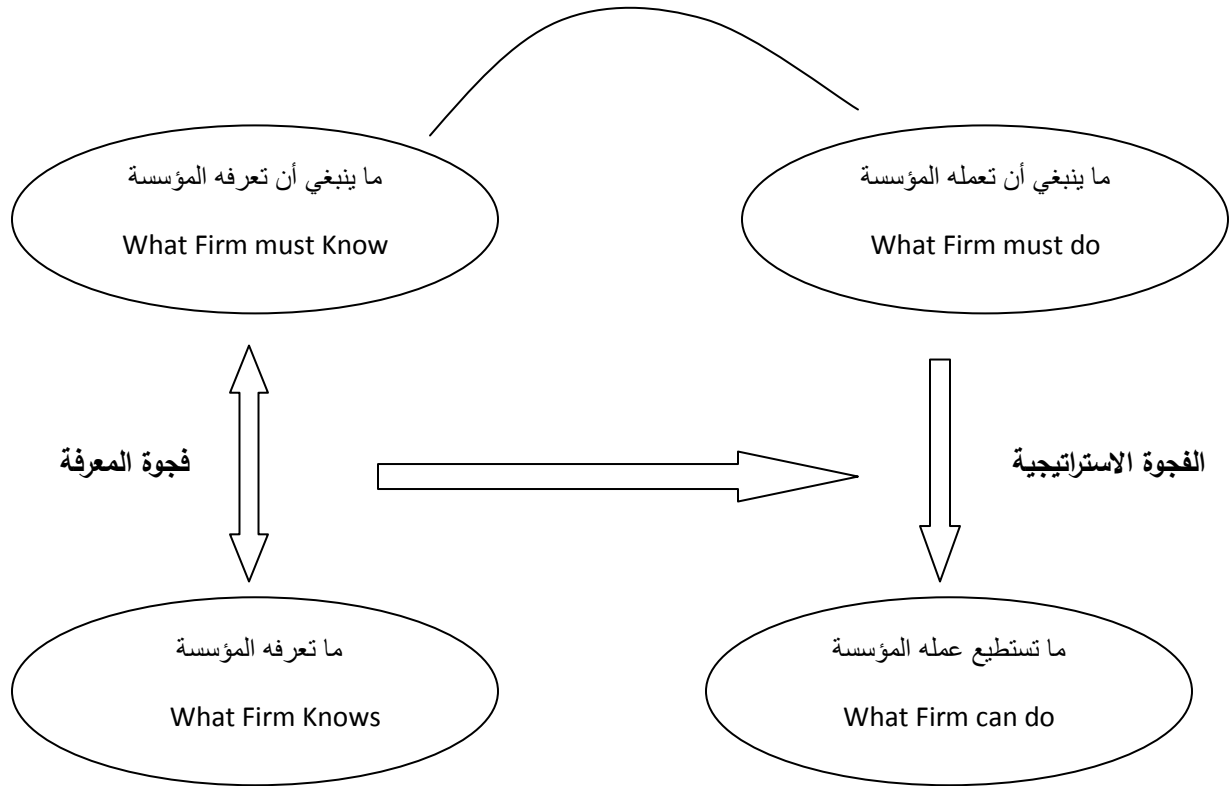 ما ينبغي أن تعرفه المؤسسة
What Firm must Know
ما ينبغي أن تعمله المؤسسة
What Firm must do
فجوة المعرفة
الفجوة الاستراتيجية
ما تعرفه المؤسسة
What Firm Knows
ما تستطيع عمله المؤسسة
What Firm can do